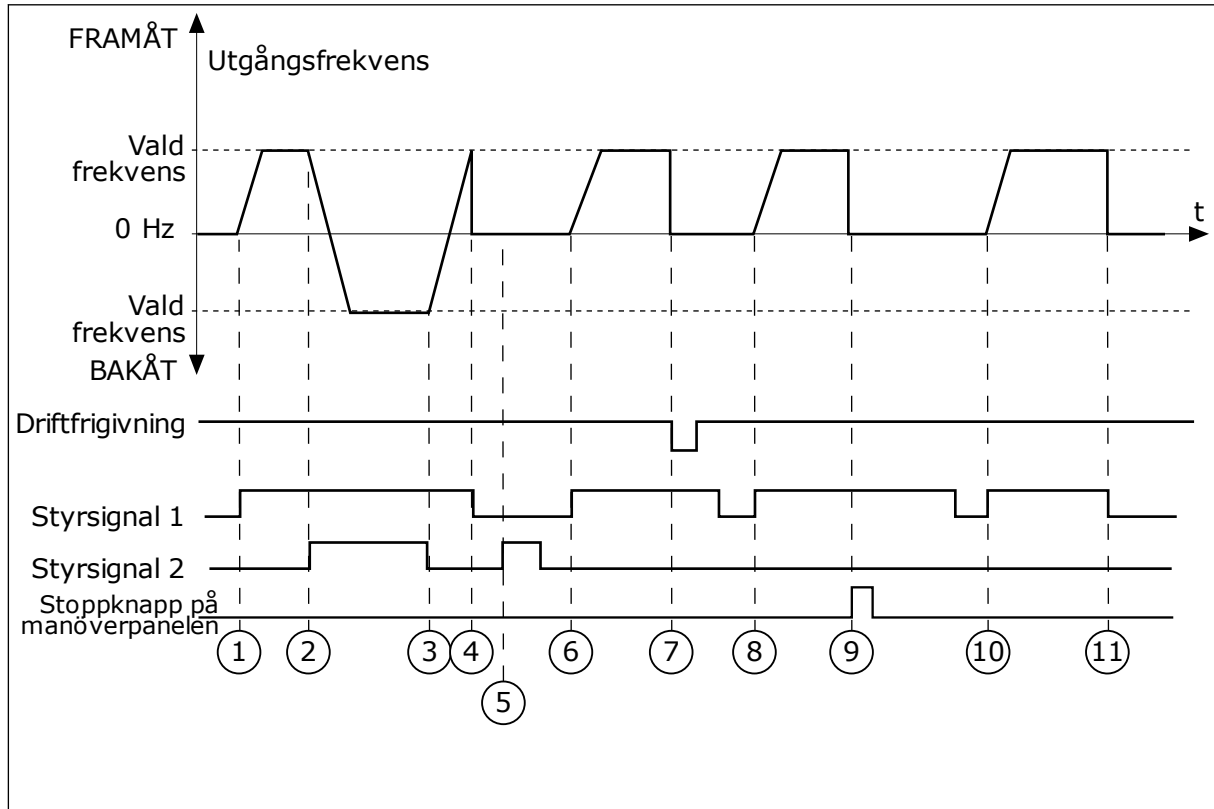 FRAMÅT
Utgångsfrekvens
Vald
frekvens
0 Hz
t
Vald
frekvens
BAKÅT
Driftfrigivning
Styrsignal 1
Styrsignal 2
Stoppknapp på
manöverpanelen
1 2 3 4 6 7 8 9 10 11
5